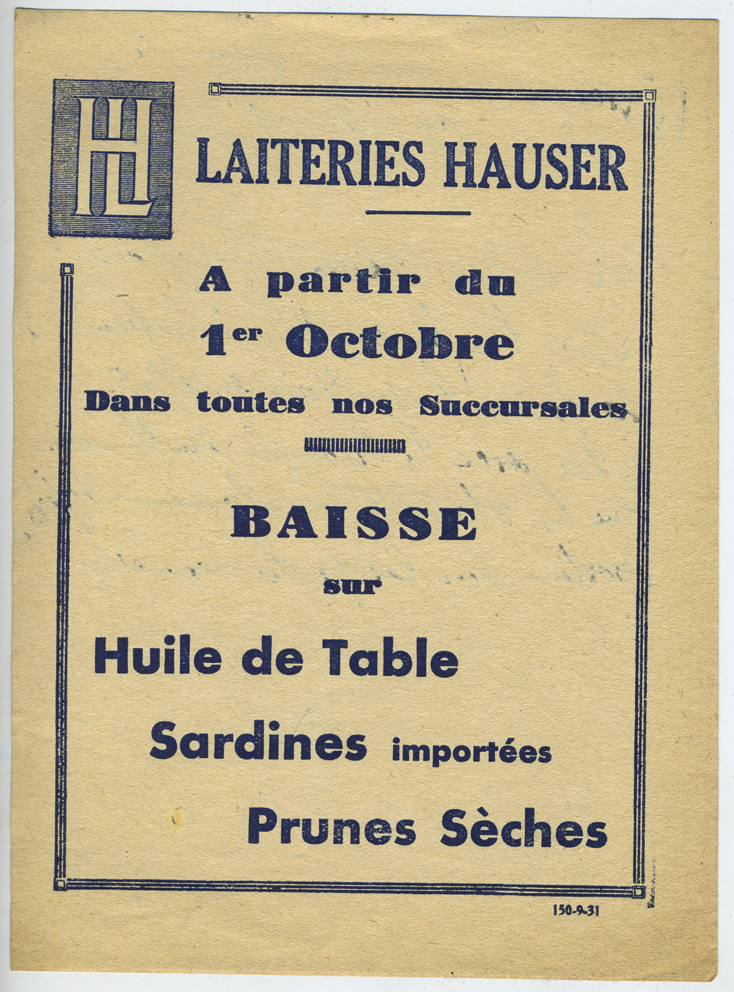 HL
LAITERIES HAUSER
A partir du
1er Octobre
Dans toutes nos Succursales
BAISSE
sur
Huile de Table
Sardines importées
Prunes Sèches
150-9-31